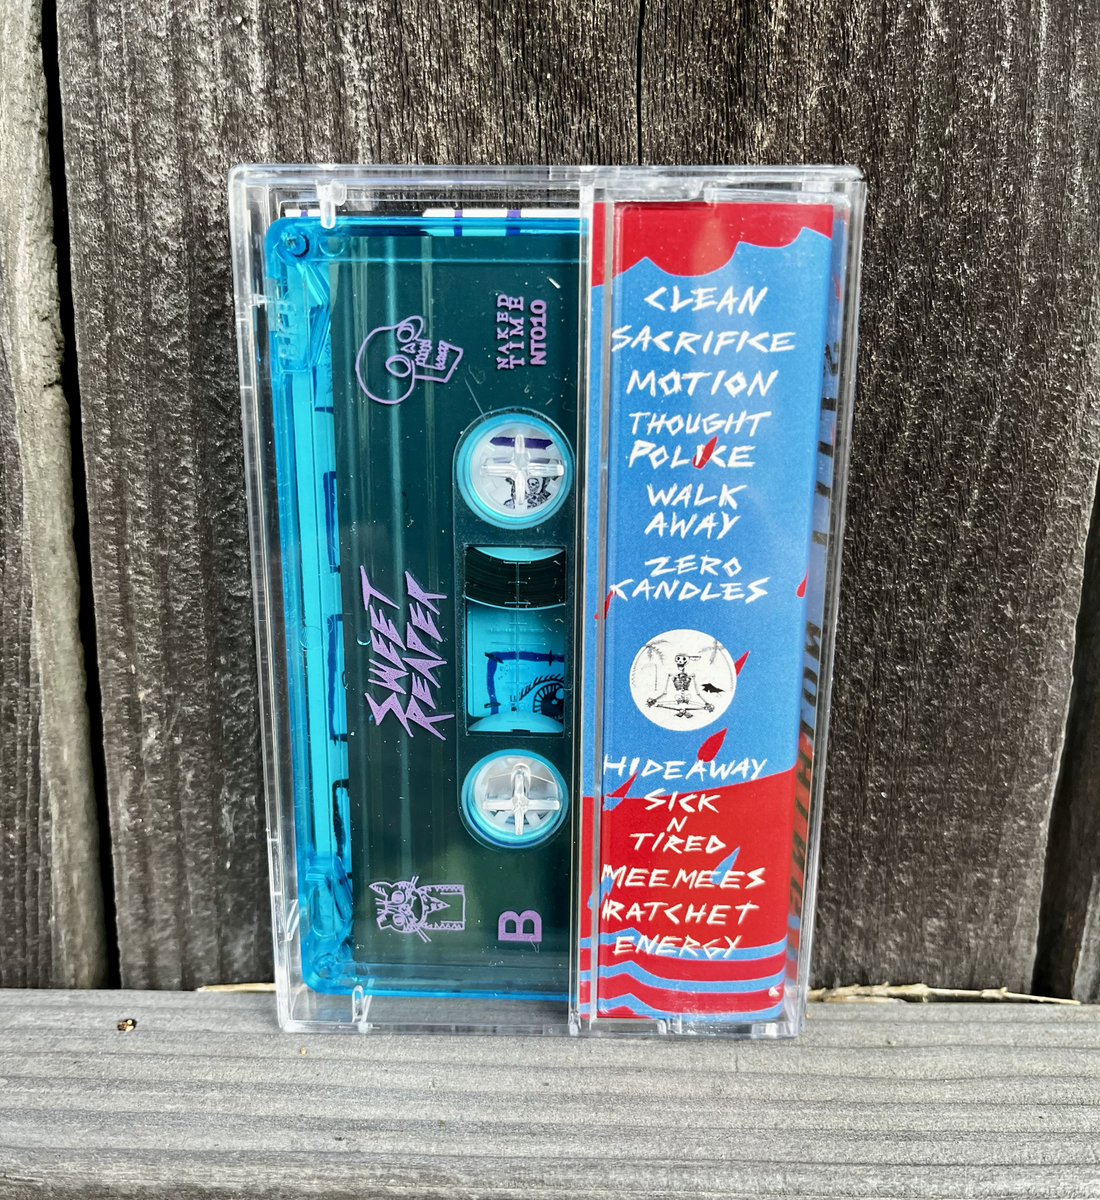 NAKED
TIME
NT010
SWEET
REAPER
B
CLEAN
SACRIFICE
MOTION
THOUGHT
POLICE
WALK
AWAY
ZERO
CANDLES
HIDEAWAY
SICK
N
TIRED
MEEMEES
RATCHET
ENERGY